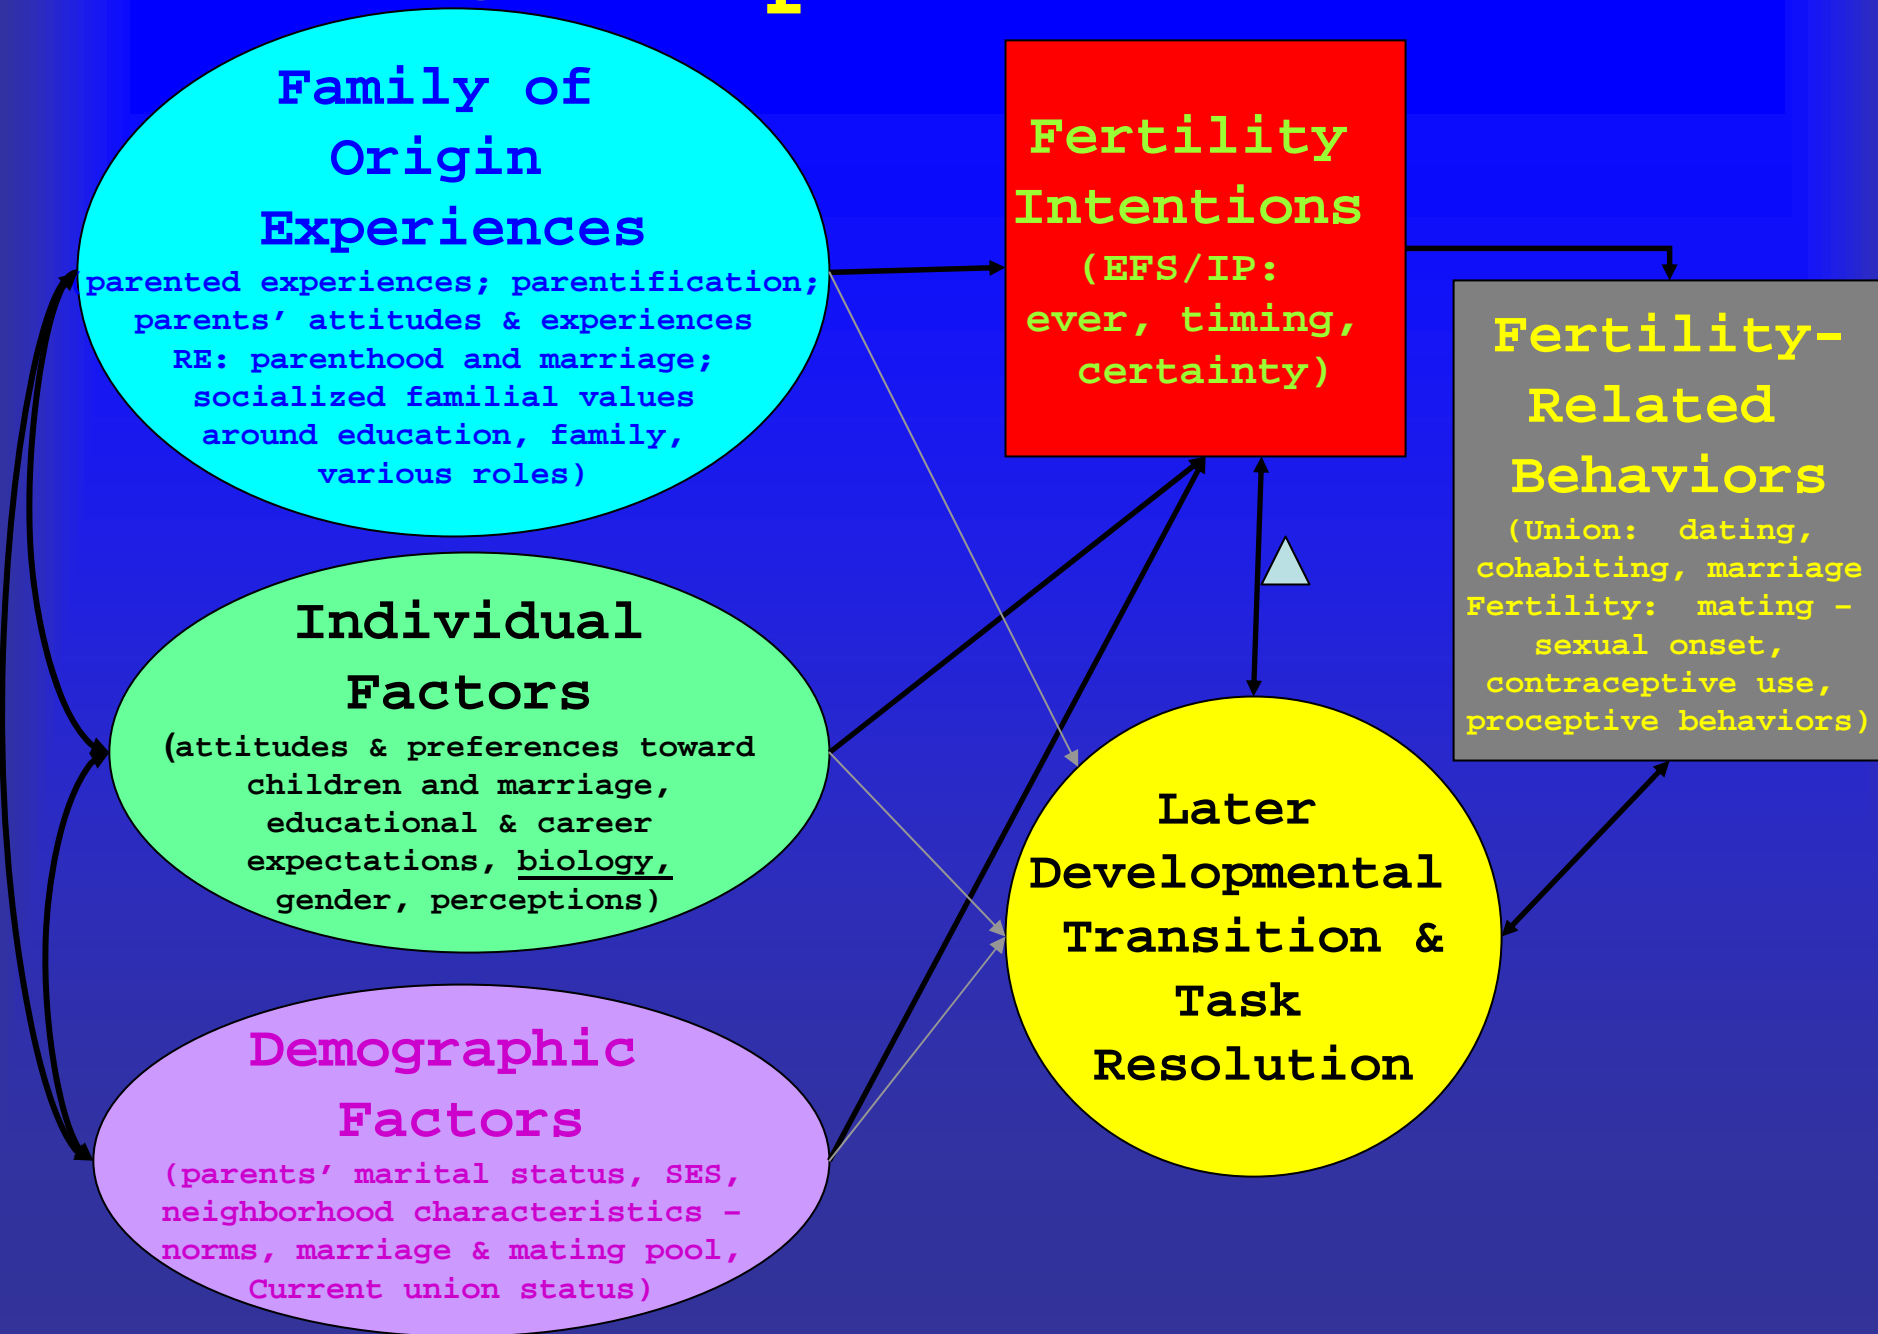 Family of
Origin
Experiences
parented experiences; parentification;
parents' attitudes & experiences
RE: parenthood and marriage;
socialized familial values
around education, family,
various roles)
Individual
Factors
(attitudes & preferences toward
children and marriage,
educational & career
expectations, biology,
gender, perceptions)
Demographic
Factors
(parents' marital status, SES,
neighborhood characteristics –
norms, marriage & mating pool,
Current union status)
Fertility
Intentions
(EFS/IP:
ever, timing,
certainty)
Later
Developmental
Transition &
Task
Resolution
Fertility-
Related
Behaviors
(Union:  dating,
cohabiting, marriage
Fertility:  mating –
sexual onset,
contraceptive use,
proceptive behaviors)